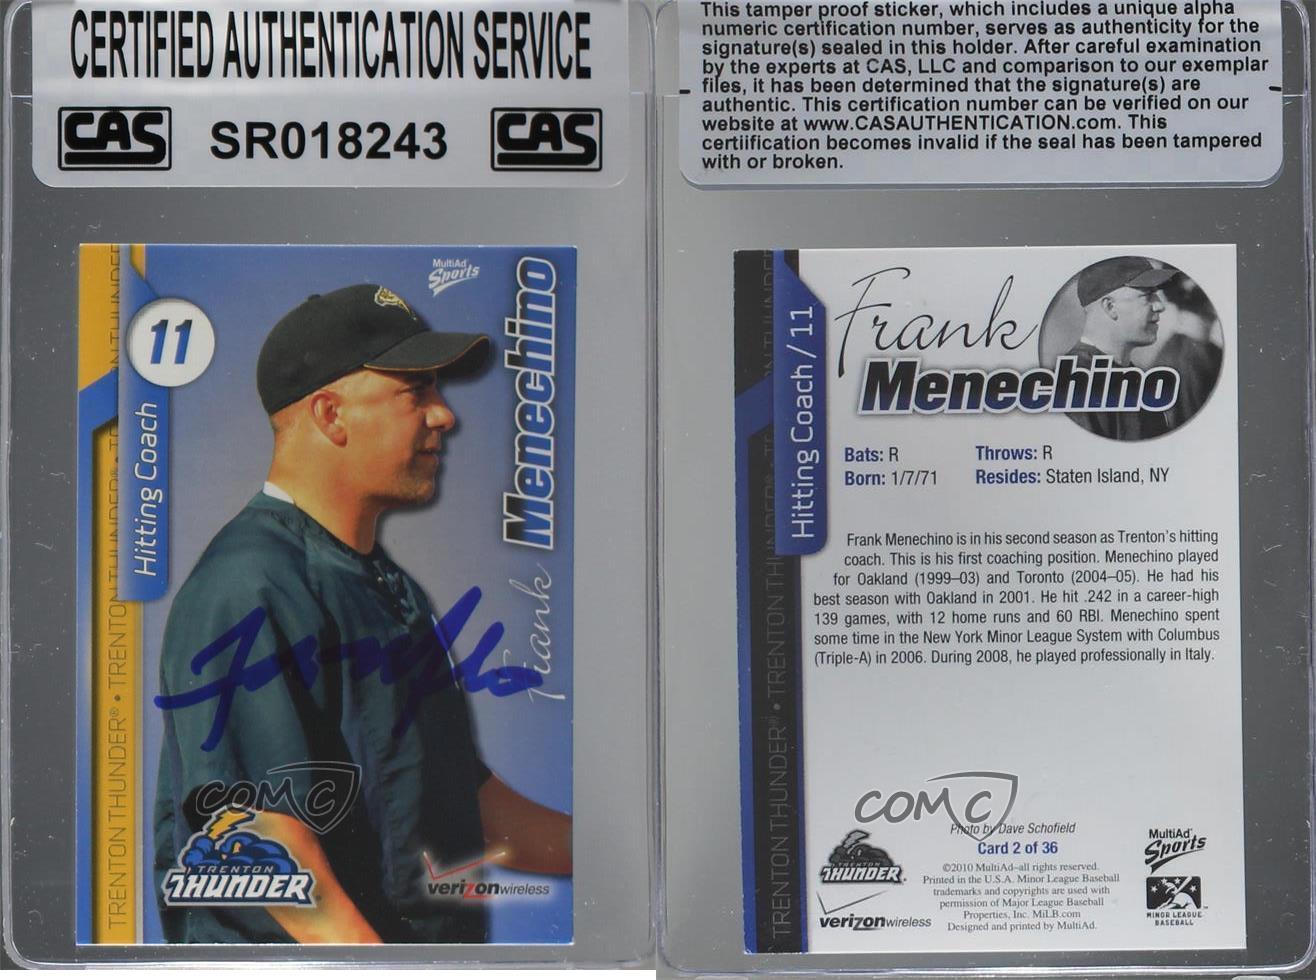 CERTIFIED AUTHENTICATION SERVICE
CAS SR018243 CAS
MultiAd
Sports
11
Hitting Coach
Frank Menechino
TRENTON THUNDER® • TRENTON THUNDER® • TRENTON THUNDER
COMC
TRENTON
THUNDER
verizonwireless
This tamper proof sticker, which includes a unique alpha
numeric certification number, serves as authenticity for the
signature(s) sealed in this holder. After careful examination
by the experts at CAS, LLC and comparison to our exemplar
files, it has been determined that the signature(s) are
authentic. This certification number can be verified on our
website at www.CASAUTHENTICATION.com. This
certiification becomes invalid if the seal has been tampered
with or broken.
Hitting Coach / 11
Frank
Menechino
Bats: R Throws: R
Born: 1/7/71 Resides: Staten Island, NY
Frank Menechino is in his second season as Trenton's hitting
coach. This is his first coaching position. Menechino played
for Oakland (1999–03) and Toronto (2004–05). He had his
best season with Oakland in 2001. He hit .242 in a career-high
139 games, with 12 home runs and 60 RBI. Menechino spent
some time in the New York Minor League System with Columbus
(Triple-A) in 2006. During 2008, he played professionally in Italy.
TRENTON THUNDER® • TRENTON THUNDER® • TRENTON THUNDER
COMC
Photo by Dave Schofield
Card 2 of 36
©2010 MultiAd–all rights reserved.
Printed in the U.S.A. Minor League Baseball
trademarks and copyrights are used with
permission of Major League Baseball
Properties, Inc. MiLB.com
Designed and printed by MultiAd.
TRENTON
THUNDER
verizonwireless
MultiAd
Sports
MINOR LEAGUE
BASEBALL